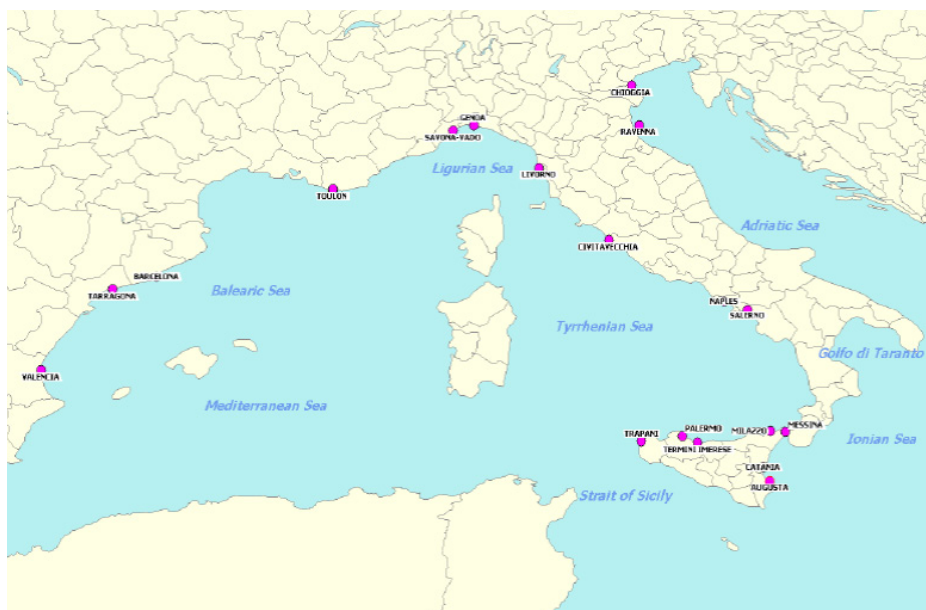 CHIOGGIA
GENOA
RAVENNA
SAVONA-VADO
Ligurian Sea
LIVORNO
TOULON
Adriatic Sea
CIVITAVECCHIA
BARCELONA
Balearic Sea
TARRAGONA
NAPLES
SALERNO
Tyrrhenian Sea
Golfo di Taranto
VALENCIA
Mediterranean Sea
TRAPANI
PALERMO
MILAZZO
MESSINA
Ionian Sea
TERMINI IMERESE
CATANIA
AUGUSTA
Strait of Sicily